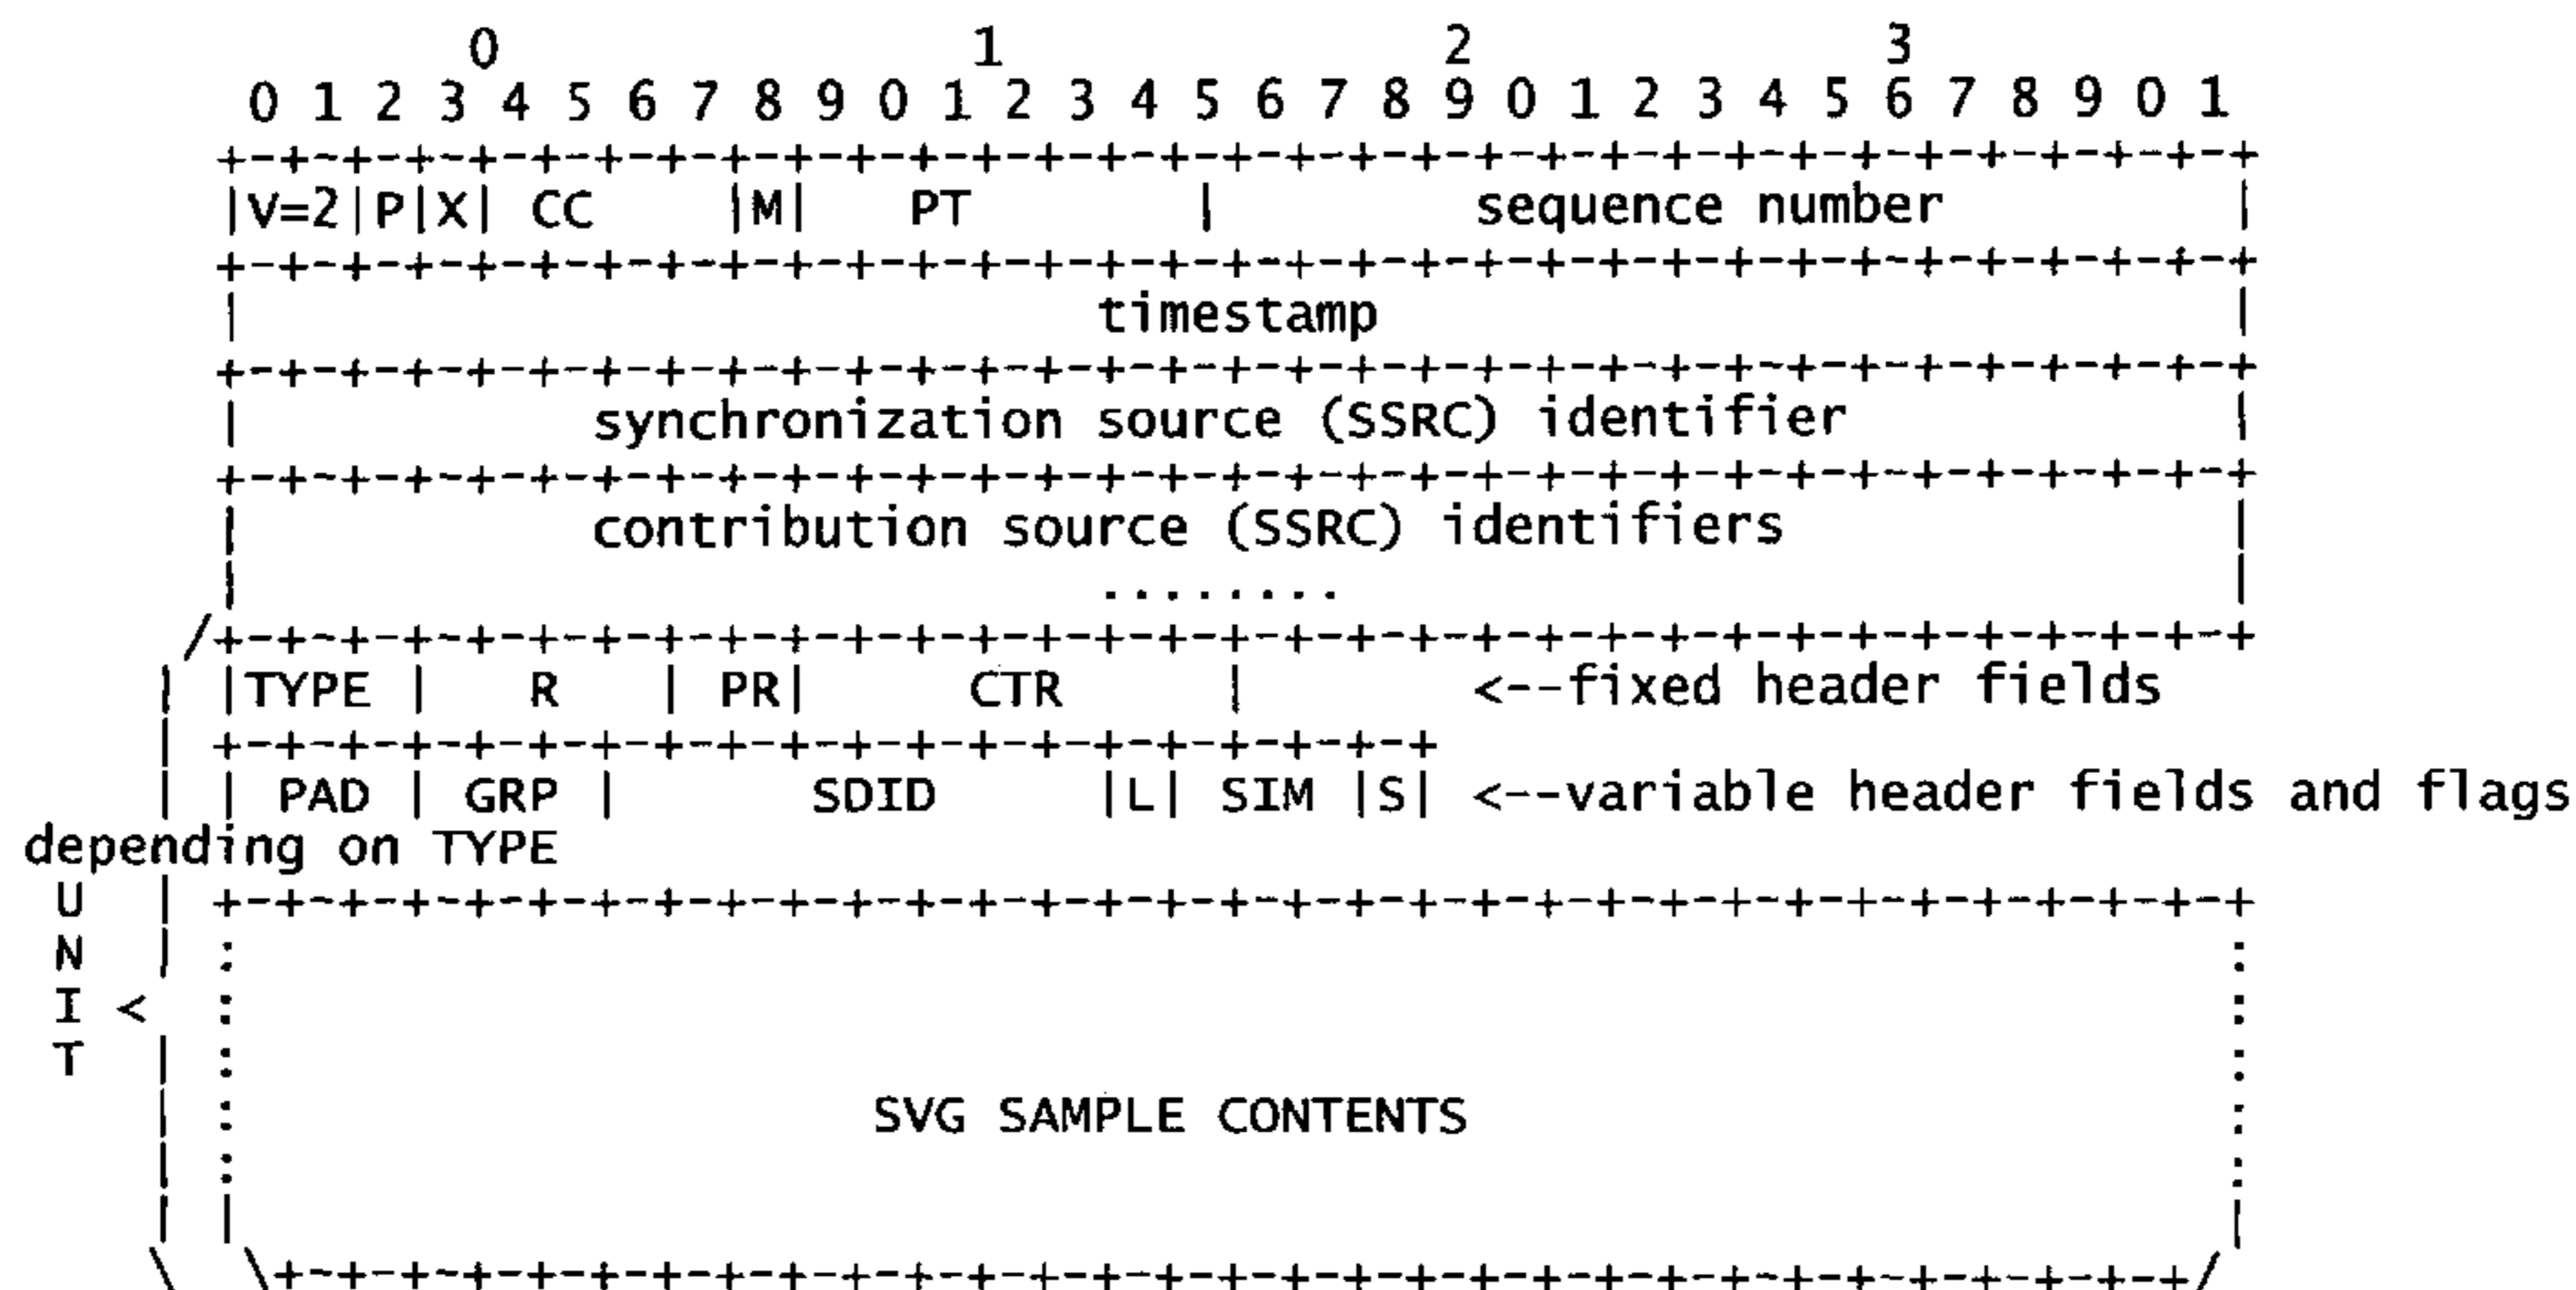 0 1 2 3
0 1 2 3 4 5 6 7 8 9 0 1 2 3 4 5 6 7 8 9 0 1 2 3 4 5 6 7 8 9 0 1
+-+-+-+-+-+-+-+-+-+-+-+-+-+-+-+-+-+-+-+-+-+-+-+-+-+-+-+-+-+-+-+-+
|V=2|P|X| CC |M| PT | sequence number |
+-+-+-+-+-+-+-+-+-+-+-+-+-+-+-+-+-+-+-+-+-+-+-+-+-+-+-+-+-+-+-+-+
| timestamp |
+-+-+-+-+-+-+-+-+-+-+-+-+-+-+-+-+-+-+-+-+-+-+-+-+-+-+-+-+-+-+-+-+
| synchronization source (SSRC) identifier |
+-+-+-+-+-+-+-+-+-+-+-+-+-+-+-+-+-+-+-+-+-+-+-+-+-+-+-+-+-+-+-+-+
| contribution source (SSRC) identifiers |
| ........ |
/+-+-+-+-+-+-+-+-+-+-+-+-+-+-+-+-+-+-+-+-+-+-+-+-+-+-+-+-+-+-+-+-+
| |TYPE | R | PR| CTR | <--fixed header fields
| +-+-+-+-+-+-+-+-+-+-+-+-+-+-+-+-+-+-+-+
| | PAD | GRP | SDID |L| SIM |S| <--variable header fields and flags
depending on TYPE
U | +-+-+-+-+-+-+-+-+-+-+-+-+-+-+-+-+-+-+-+-+-+-+-+-+-+-+-+-+-+-+-+-+
N | : :
I < : :
T | : :
| : SVG SAMPLE CONTENTS :
| : :
| | |
\ \+-+-+-+-+-+-+-+-+-+-+-+-+-+-+-+-+-+-+-+-+-+-+-+-+-+-+-+-+-+-+-+/